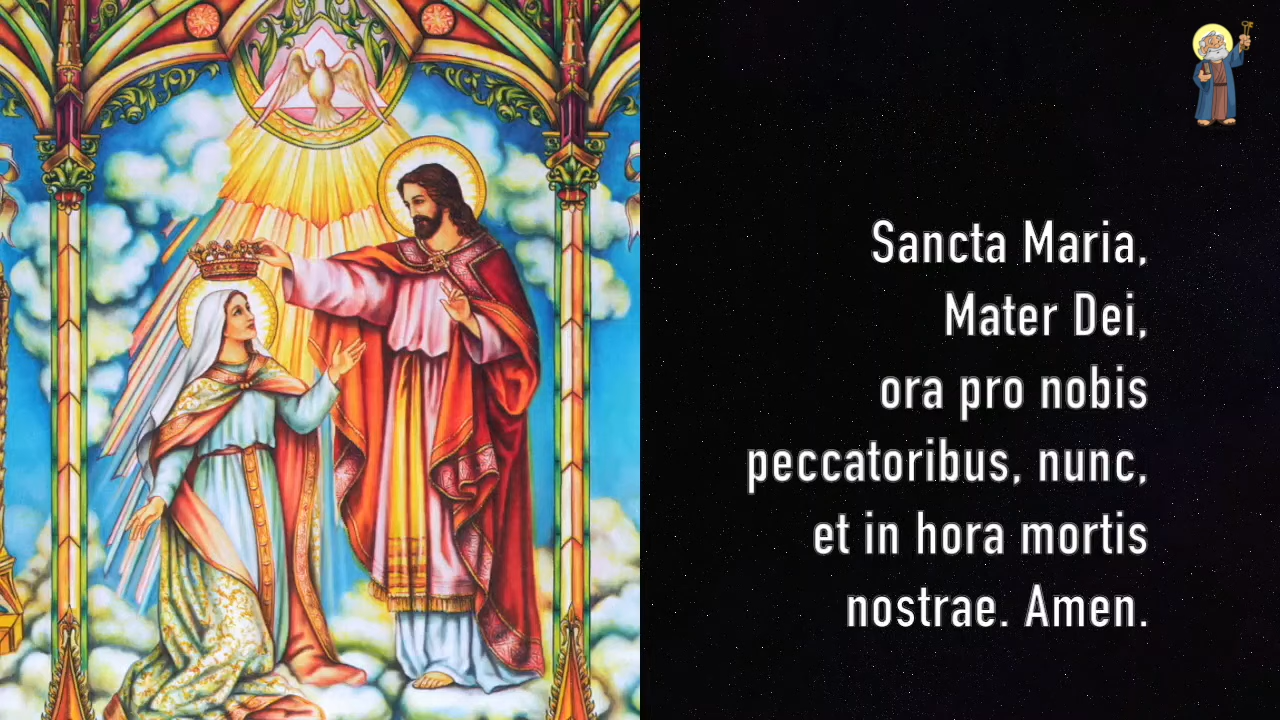 Sancta Maria,
Mater Dei,
ora pro nobis
peccatoribus, nunc,
et in hora mortis
nostrae. Amen.